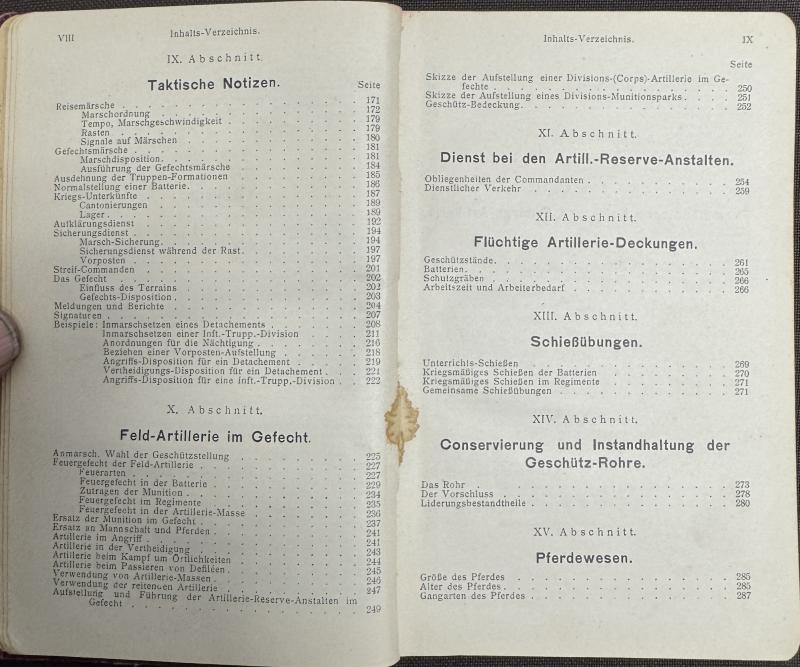 VIII
Inhalts-Verzeichnis.
IX. Abschnitt.
Taktische Notizen.
Seite
Reisemärsche . . . 171
Marschordnung . . . 172
Tempo, Marschgeschwindigkeit . . . 179
Rasten . . . 179
Signale auf Märschen . . . 180
Gefechtsmärsche . . . 181
Marschdisposition . . . 181
Ausführung der Gefechtsmärsche . . . 184
Ausdehnung der Truppen-Formationen . . . 185
Normalstellung einer Batterie . . . 186
Kriegs-Unterkünfte . . . 187
Cantonierungen . . . 189
Lager . . . 189
Aufklärungsdienst . . . 192
Sicherungsdienst . . . 194
Marsch-Sicherung . . . 194
Sicherungsdienst während der Rast . . . 197
Vorposten . . . 197
Streif-Commanden . . . 201
Das Gefecht . . . 202
Einfluss des Terrains . . . 202
Gefechts-Disposition . . . 203
Meldungen und Berichte . . . 204
Signaturen . . . 207
Beispiele: Inmarschsetzen eines Detachements . . . 208
Inmarschsetzen einer Inft.-Trupp.-Division . . . 211
Anordnungen für die Nächtigung . . . 216
Beziehen einer Vorposten-Aufstellung . . . 218
Angriffs-Disposition für ein Detachement . . . 219
Vertheidigungs-Disposition für ein Detachement . . . 221
Angriffs-Disposition für eine Inft.-Trupp.-Division . . . 222
X. Abschnitt.
Feld-Artillerie im Gefecht.
Anmarsch, Wahl der Geschützstellung . . . 225
Feuergefecht der Feld-Artillerie . . . 227
Feuerarten . . . 227
Feuergefecht in der Batterie . . . 229
Zutragen der Munition . . . 234
Feuergefecht im Regimente . . . 235
Feuergefecht in der Artillerie-Masse . . . 236
Ersatz der Munition im Gefecht . . . 237
Ersatz an Mannschaft und Pferden . . . 241
Artillerie im Angriff . . . 241
Artillerie in der Vertheidigung . . . 243
Artillerie beim Kampf um Örtlichkeiten . . . 244
Artillerie beim Passieren von Defiléen . . . 245
Verwendung von Artillerie-Massen . . . 246
Verwendung der reitenden Artillerie . . . 247
Aufstellung und Führung der Artillerie-Reserve-Anstalten im
Gefecht . . . 249
Inhalts-Verzeichnis.
IX
Seite
Skizze der Aufstellung einer Divisions-(Corps)-Artillerie im Ge-
fechte . . . 250
Skizze der Aufstellung eines Divisions-Munitionsparks . . . 251
Geschütz-Bedeckung . . . 252
XI. Abschnitt.
Dienst bei den Artill.-Reserve-Anstalten.
Obliegenheiten der Commandanten . . . 254
Dienstlicher Verkehr . . . 259
XII. Abschnitt.
Flüchtige Artillerie-Deckungen.
Geschützstände . . . 261
Batterien . . . 265
Schutzgräben . . . 266
Arbeitszeit und Arbeiterbedarf . . . 266
XIII. Abschnitt.
Schießübungen.
Unterrichts-Schießen . . . 269
Kriegsmäßiges Schießen der Batterien . . . 270
Kriegsmäßiges Schießen im Regimente . . . 271
Gemeinsame Schießübungen . . . 271
XIV. Abschnitt.
Conservierung und Instandhaltung der
Geschütz-Rohre.
Das Rohr . . . 273
Der Vorschluss . . . 278
Liderungsbestandtheile . . . 280
XV. Abschnitt.
Pferdewesen.
Größe des Pferdes . . . 285
Alter des Pferdes . . . 285
Gangarten des Pferdes . . . 287